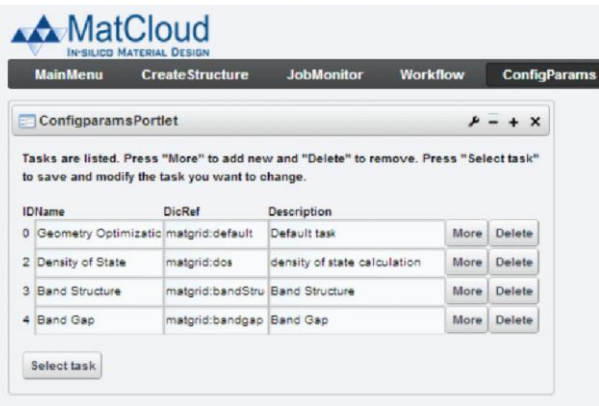 MatCloud
IN-SILICO MATERIAL DESIGN
MainMenu CreateStructure JobMonitor Workflow ConfigParams
ConfigparamsPortlet
Tasks are listed. Press "More" to add new and "Delete" to remove. Press "Select task"
to save and modify the task you want to change.
IDName DicRef Description
0 Geometry Optimizatic matgrid:default Default task More Delete
2 Density of State matgrid:dos density of state calculation More Delete
3 Band Structure matgrid:bandStru Band Structure More Delete
4 Band Gap matgrid:bandgap Band Gap More Delete
Select task